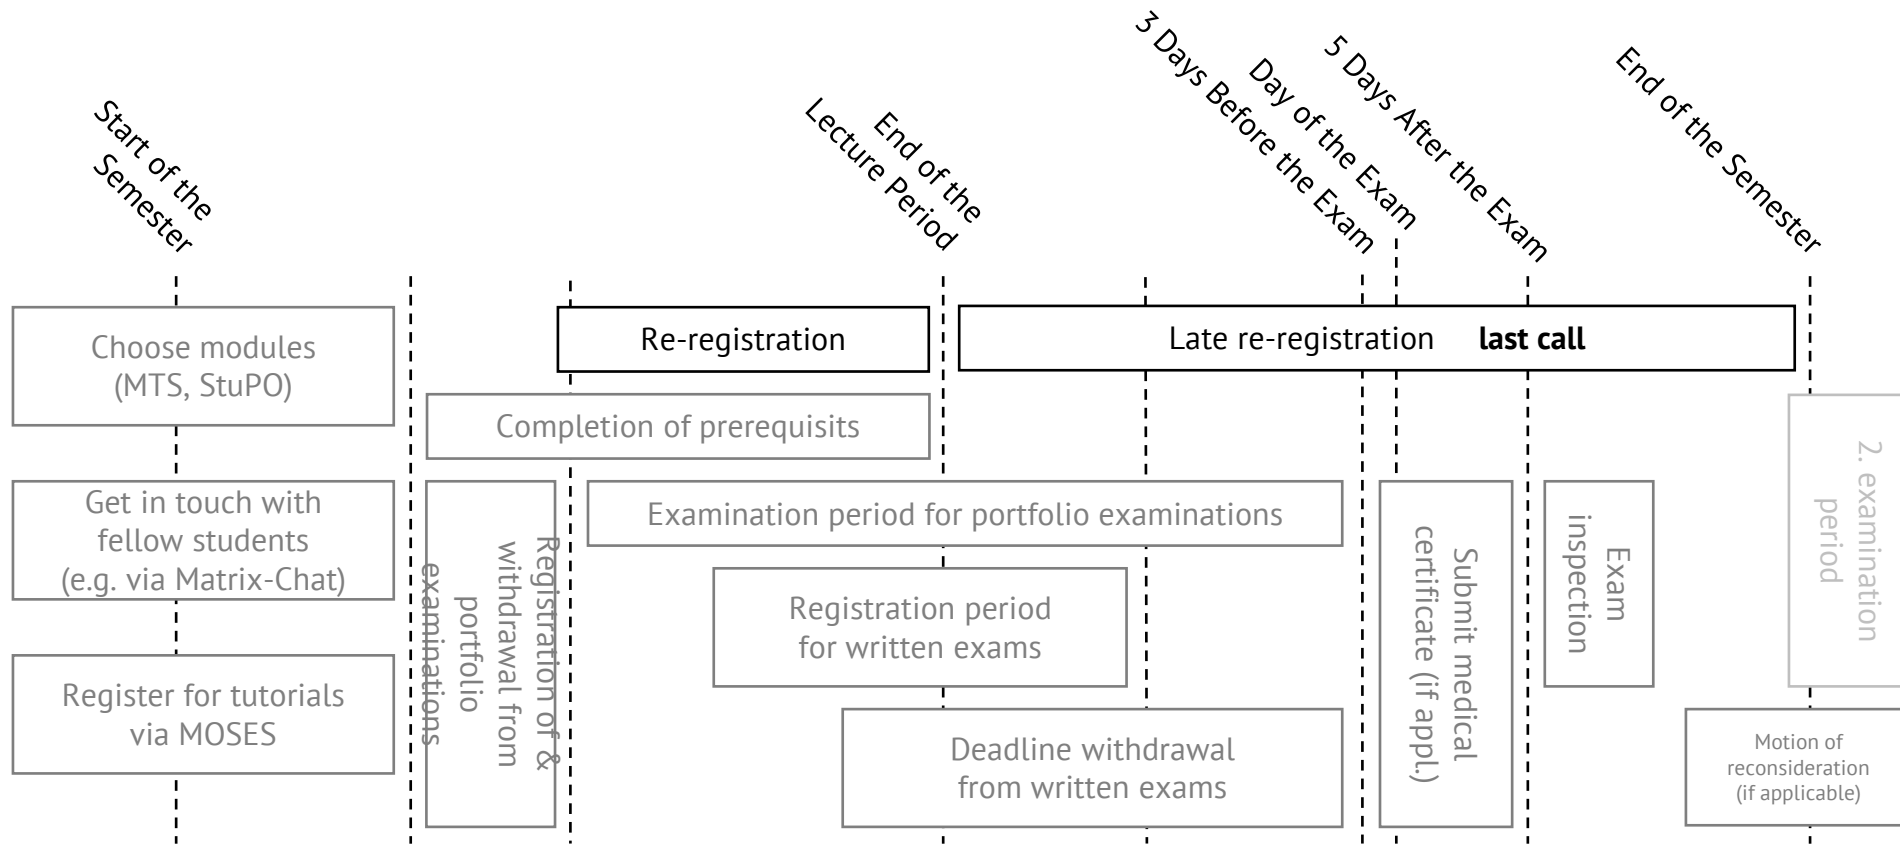 Start of the
Semester
End of the
Lecture Period
3 Days Before the Exam
Day of the Exam
5 Days After the Exam
End of the Semester
Choose modules
(MTS, StuPO)
Re-registration
Late re-registration last call
Completion of prerequisits
Get in touch with
fellow students
(e.g. via Matrix-Chat)
Registration of &
withdrawal from
portfolio
examinations
Examination period for portfolio examinations
Registration period
for written exams
Submit medical
certificate (if appl.)
Exam
inspection
2. examination
period
Register for tutorials
via MOSES
Deadline withdrawal
from written exams
Motion of
reconsideration
(if applicable)